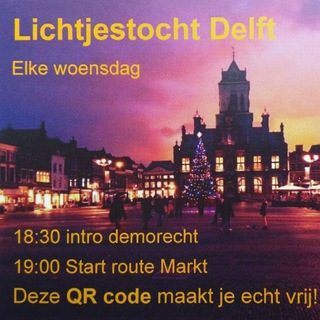 Lichtjestocht Delft
Elke woensdag
18:30 intro demorecht
19:00 Start route Markt
Deze QR code maakt je echt vrij!